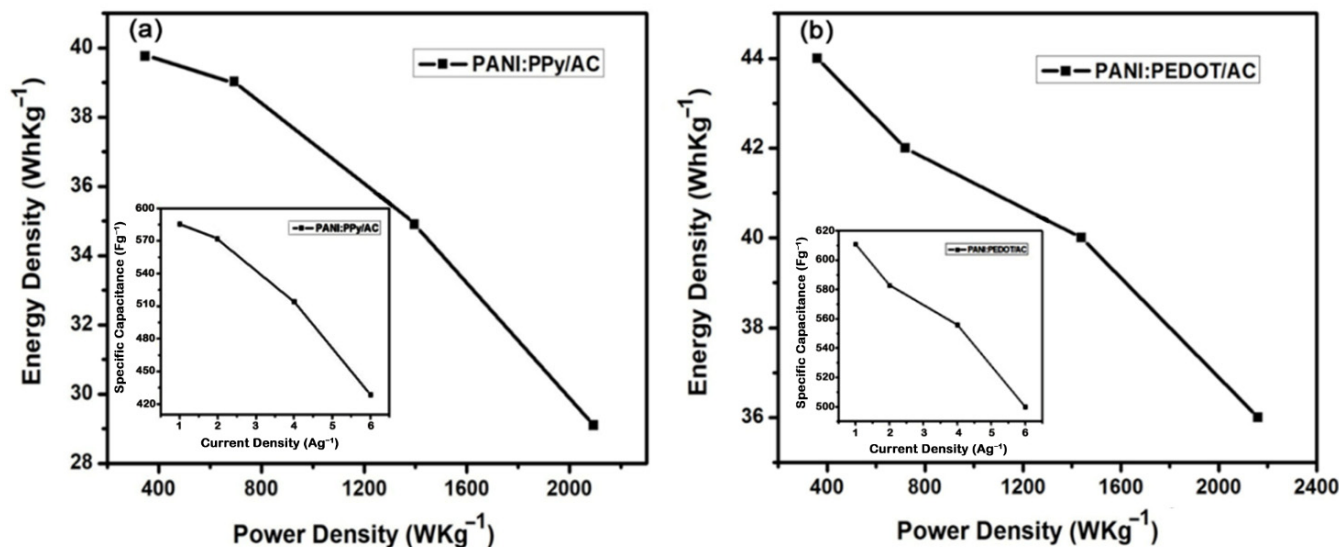 (a)
PANI:PPy/AC
Energy Density (WhKg⁻¹)
40
38
36
34
32
30
28
400 800 1200 1600 2000
Power Density (WKg⁻¹)
PANI:PPy/AC
Specific Capacitance (Fg⁻¹)
600
570
540
510
480
450
420
1 2 3 4 5 6
Current Density (Ag⁻¹)
(b)
PANI:PEDOT/AC
Energy Density (WhKg⁻¹)
44
42
40
38
36
400 800 1200 1600 2000 2400
Power Density (WKg⁻¹)
PANI:PEDOT/AC
Specific Capacitance (Fg⁻¹)
620
600
580
560
540
520
500
1 2 3 4 5 6
Current Density (Ag⁻¹)